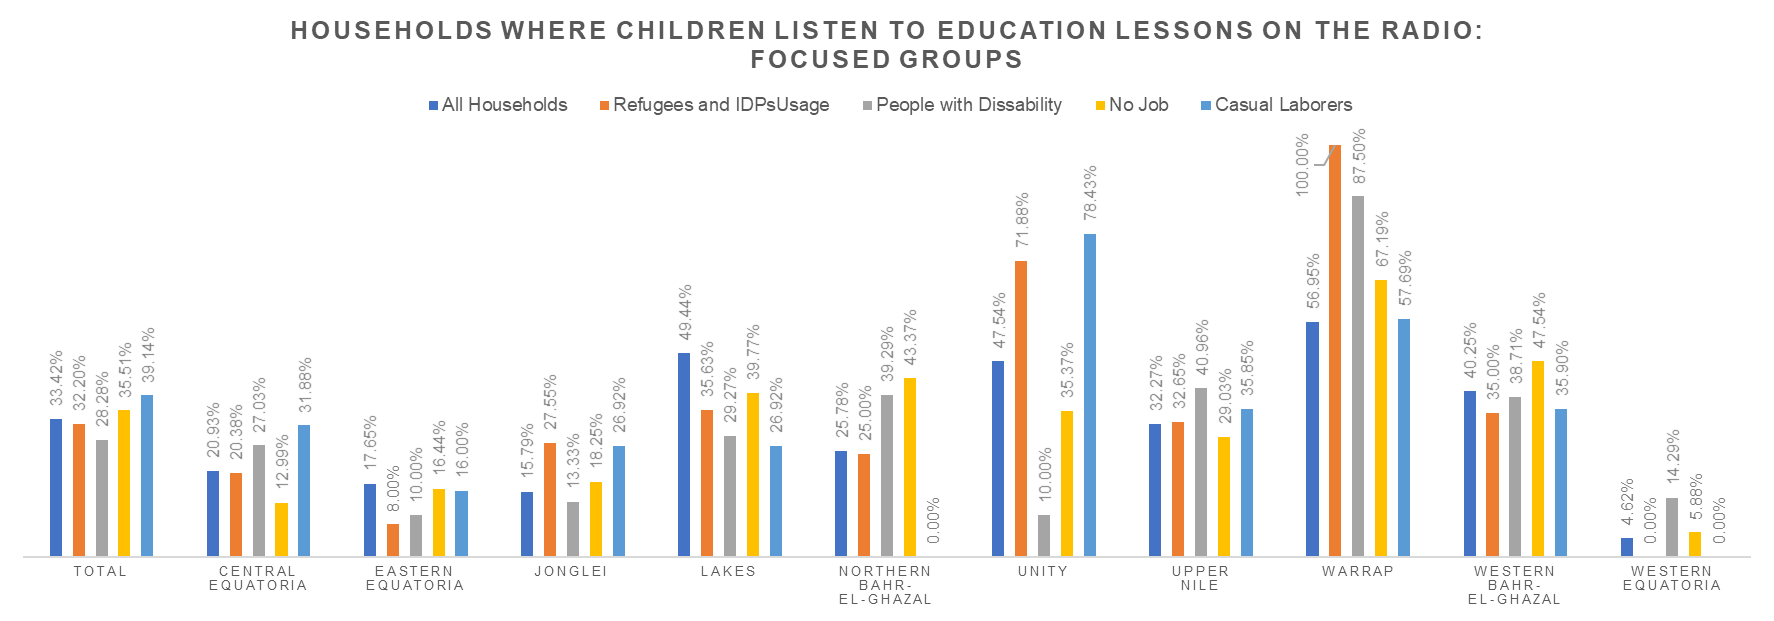 HOUSEHOLDS WHERE CHILDREN LISTEN TO EDUCATION LESSONS ON THE RADIO:
FOCUSED GROUPS
All Households Refugees and IDPsUsage People with Dissability No Job Casual Laborers
33.42%
32.20%
28.28%
35.51%
39.14%
20.93%
20.38%
27.03%
12.99%
31.88%
17.65%
8.00%
10.00%
16.44%
16.00%
15.79%
27.55%
13.33%
18.25%
26.92%
49.44%
35.63%
29.27%
39.77%
26.92%
25.78%
25.00%
39.29%
43.37%
0.00%
47.54%
71.88%
10.00%
35.37%
78.43%
32.27%
32.65%
40.96%
29.03%
35.85%
56.95%
100.00%
87.50%
67.19%
57.69%
40.25%
35.00%
38.71%
47.54%
35.90%
4.62%
0.00%
14.29%
5.88%
0.00%
TOTAL
CENTRAL
EQUATORIA
EASTERN
EQUATORIA
JONGLEI
LAKES
NORTHERN
BAHR-
EL-GHAZAL
UNITY
UPPER
NILE
WARRAP
WESTERN
BAHR-
EL-GHAZAL
WESTERN
EQUATORIA